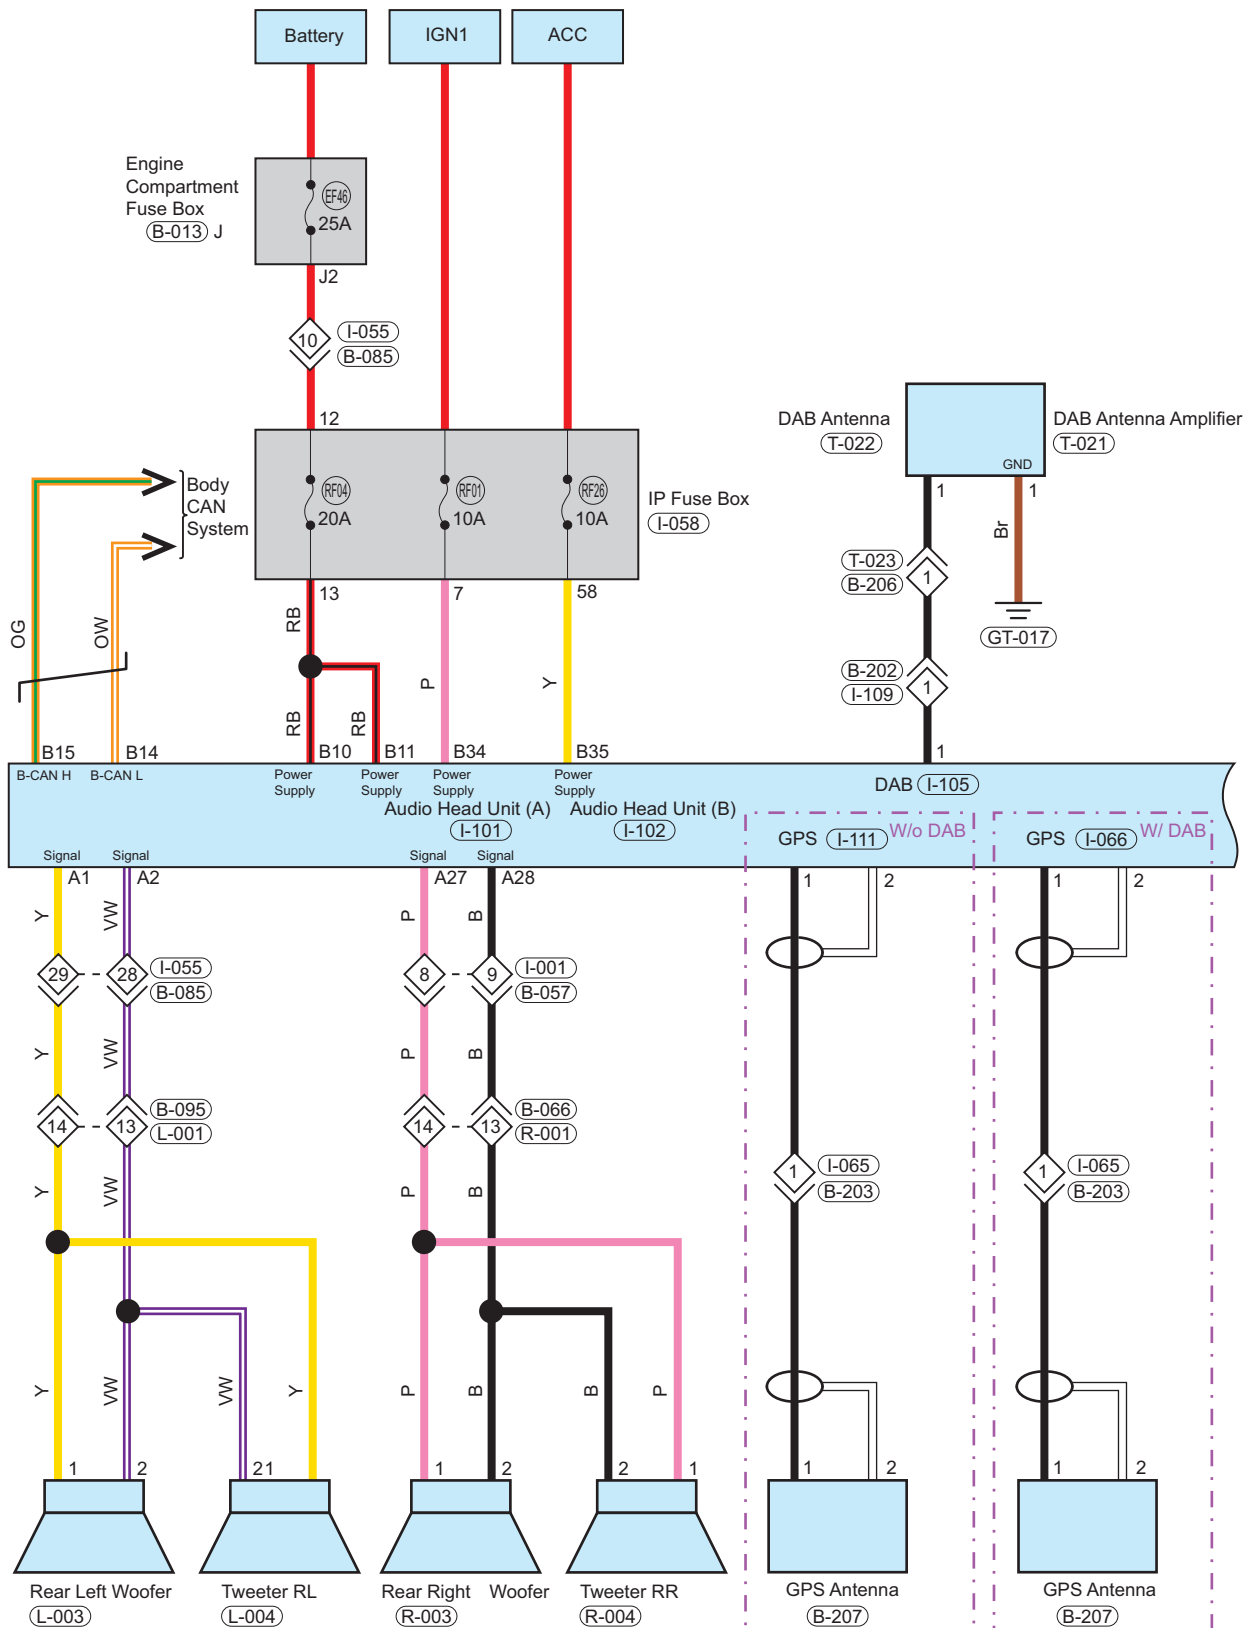 Battery
IGN1
ACC
Engine
Compartment
Fuse Box
B-013 J
EF46
25A
J2
10
I-055
B-085
12
RF04
20A
RF01
10A
RF26
10A
IP Fuse Box
I-058
Body
CAN
System
13
7
58
DAB Antenna
T-022
DAB Antenna Amplifier
T-021
GND
1
1
Br
T-023
B-206
1
GT-017
B-202
I-109
1
1
OG
OW
RB
RB
RB
P
Y
B15
B14
B10
B11
B34
B35
B-CAN H
B-CAN L
Power
Supply
Power
Supply
Power
Supply
Power
Supply
DAB I-105
Audio Head Unit (A)
I-101
Audio Head Unit (B)
I-102
GPS I-111
W/o DAB
GPS I-066
W/ DAB
Signal
Signal
Signal
Signal
A1
A2
A27
A28
1
2
1
2
Y
VW
P
B
29
28
I-055
B-085
8
9
I-001
B-057
Y
VW
P
B
14
13
B-095
L-001
14
13
B-066
R-001
1
I-065
B-203
1
I-065
B-203
Y
VW
P
B
Y
VW
VW
Y
P
B
B
P
1
2
2 1
1
2
2
1
1
2
1
2
Rear Left Woofer
L-003
Tweeter RL
L-004
Rear Right Woofer
R-003
Tweeter RR
R-004
GPS Antenna
B-207
GPS Antenna
B-207